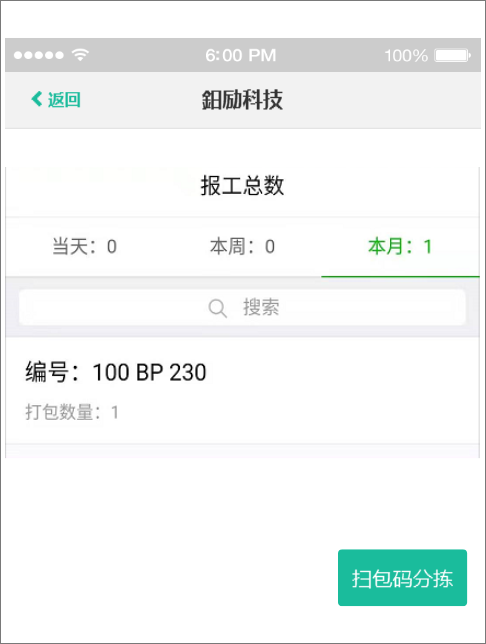 6:00 PM 100%
返回 鈤励科技
报工总数
当天：0 本周：0 本月：1
搜索
编号：100 BP 230
打包数量：1
扫包码分拣